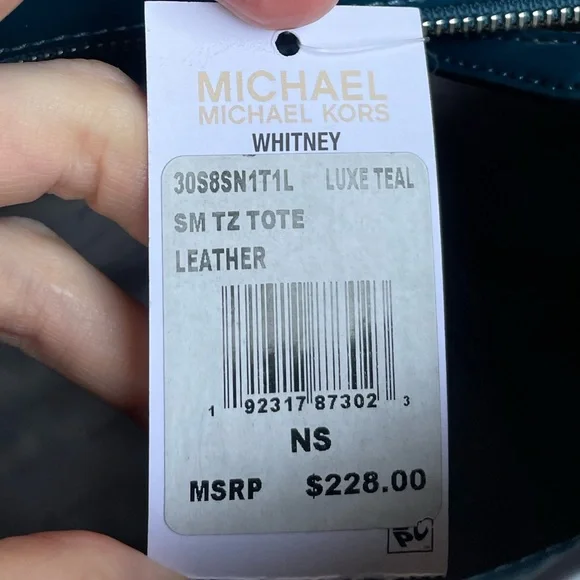 MICHAEL
MICHAEL KORS
WHITNEY
30S8SN1T1L LUXE TEAL
SM TZ TOTE
LEATHER
1 92317 87302 3
NS
MSRP $228.00